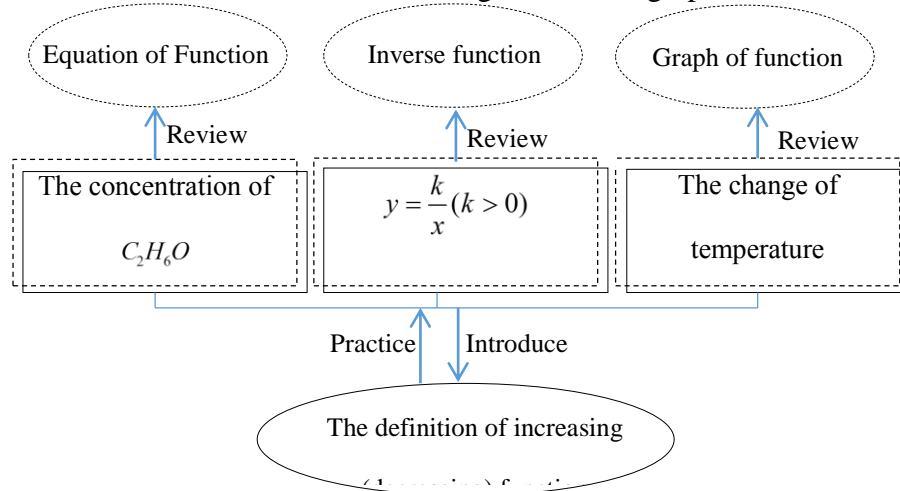 Equation of Function
Inverse function
Graph of function
Review
Review
Review
The concentration of
C₂H₆O
y = k/x (k > 0)
The change of
temperature
Practice
Introduce
The definition of increasing